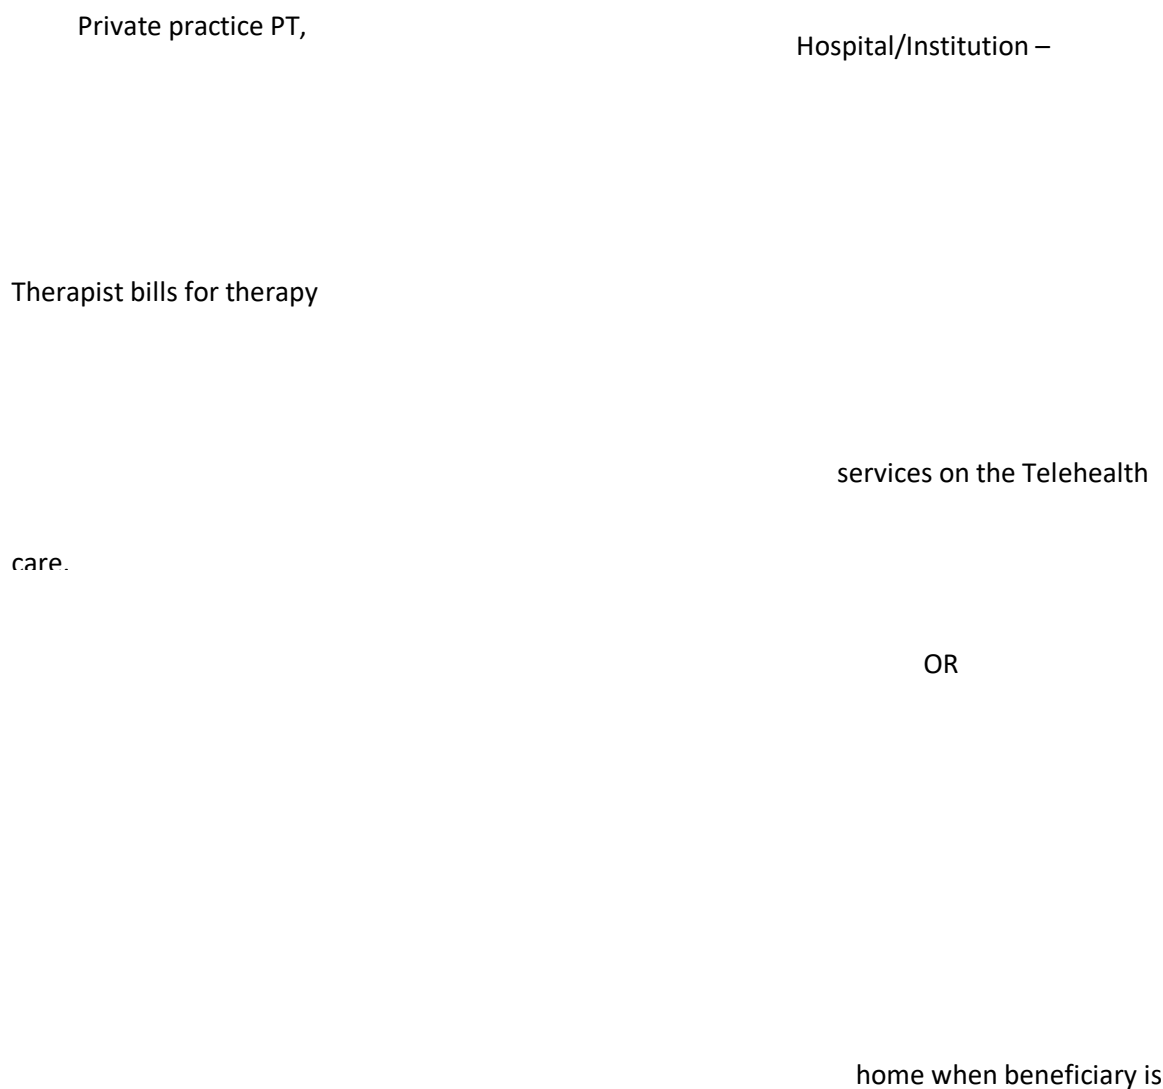 Private practice PT,
Hospital/Institution –
Therapist bills for therapy
services on the Telehealth
care.
OR
home when beneficiary is